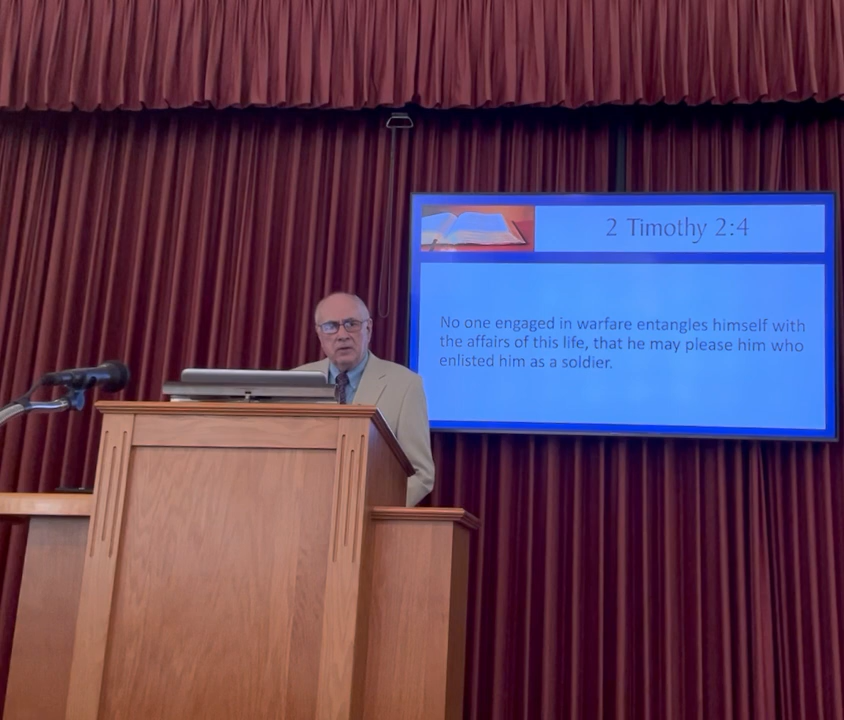 2 Timothy 2:4
No one engaged in warfare entangles himself with
the affairs of this life, that he may please him who
enlisted him as a soldier.